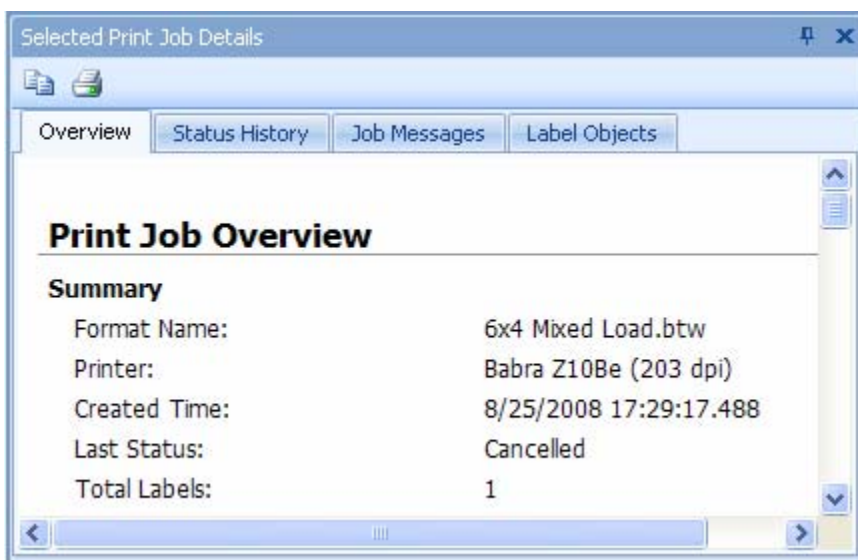 Selected Print Job Details
Overview Status History Job Messages Label Objects
Print Job Overview
Summary
Format Name: 6x4 Mixed Load.btw
Printer: Babra Z10Be (203 dpi)
Created Time: 8/25/2008 17:29:17.488
Last Status: Cancelled
Total Labels: 1